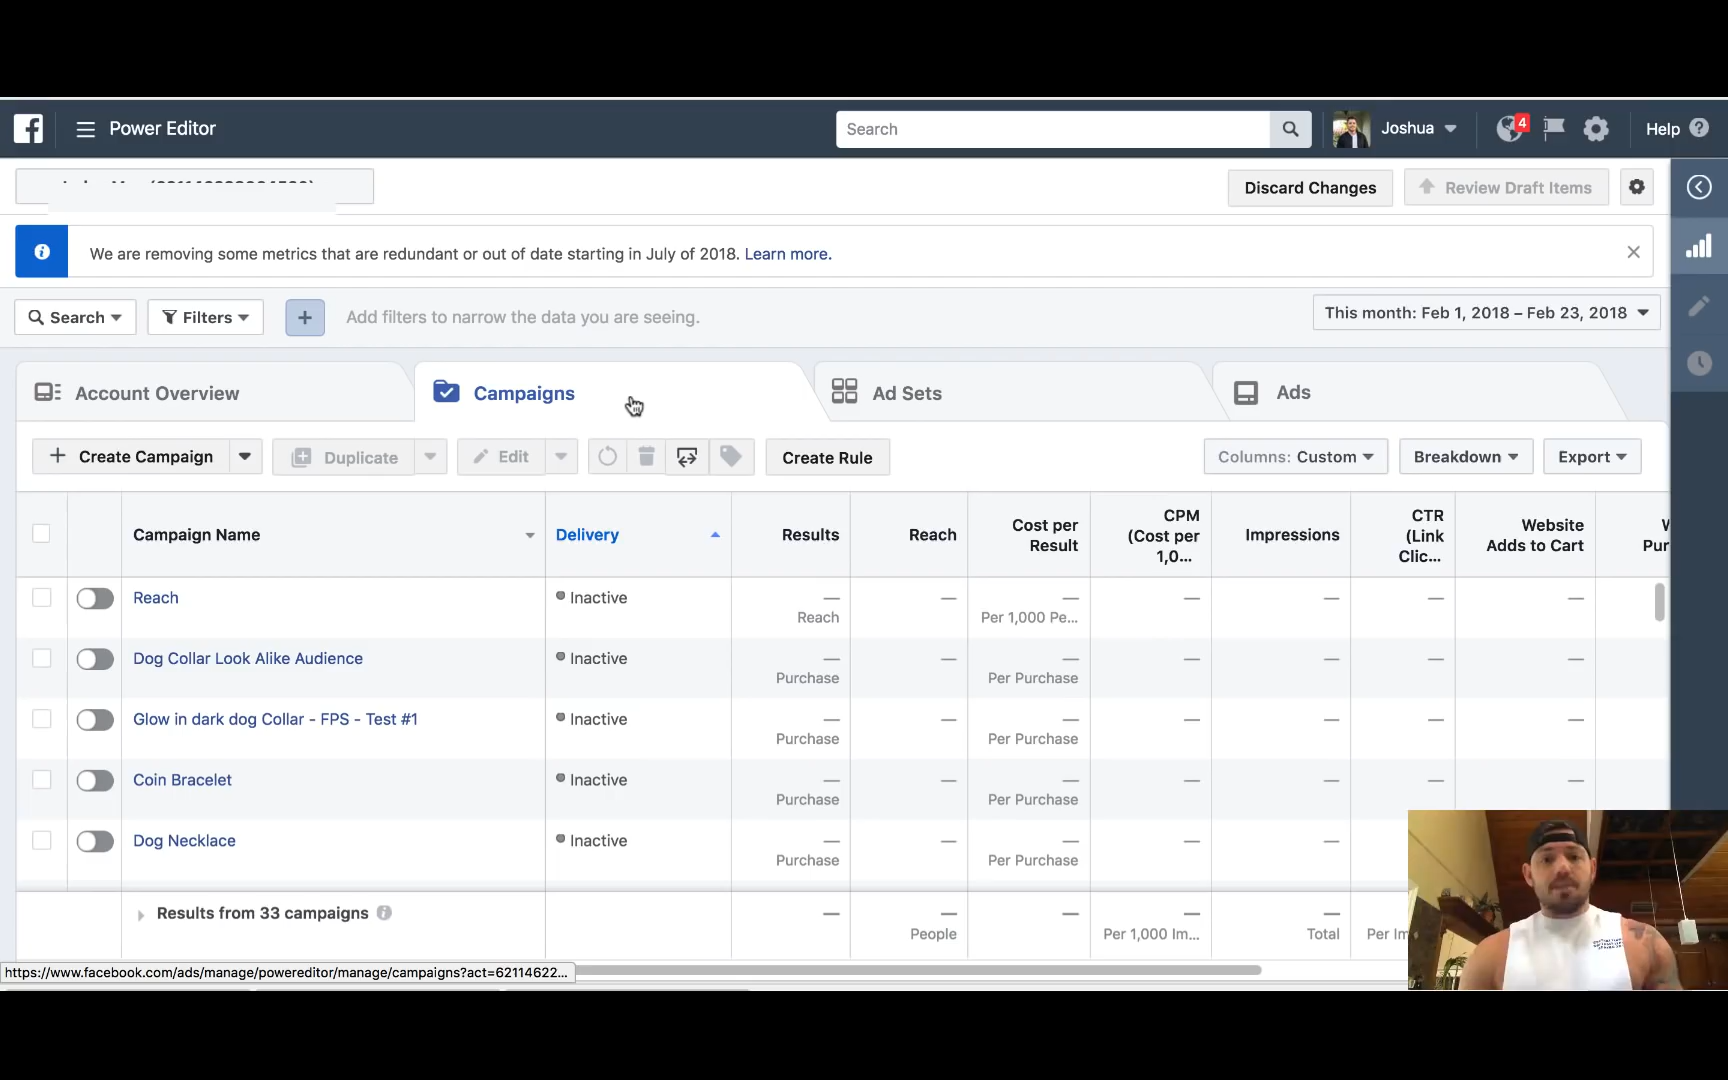 Power Editor
Search
Joshua
4
Help
Discard Changes
Review Draft Items
We are removing some metrics that are redundant or out of date starting in July of 2018. Learn more.
Search
Filters
+
Add filters to narrow the data you are seeing.
This month: Feb 1, 2018 – Feb 23, 2018
Account Overview
Campaigns
Ad Sets
Ads
+ Create Campaign
Duplicate
Edit
Create Rule
Columns: Custom
Breakdown
Export
Campaign Name
Delivery
Results
Reach
Cost per
Result
CPM
(Cost per
1,0...
Impressions
CTR
(Link
Clic...
Website
Adds to Cart
Pur
Reach
Inactive
—
Reach
—
—
Per 1,000 Pe...
—
—
—
—
Dog Collar Look Alike Audience
Inactive
—
Purchase
—
—
Per Purchase
—
—
—
—
Glow in dark dog Collar - FPS - Test #1
Inactive
—
Purchase
—
—
Per Purchase
—
—
—
—
Coin Bracelet
Inactive
—
Purchase
—
—
Per Purchase
—
—
—
—
Dog Necklace
Inactive
—
Purchase
—
—
Per Purchase
—
—
Results from 33 campaigns
—
—
People
—
—
Per 1,000 Im...
—
Total
Per Im
https://www.facebook.com/ads/manage/powereditor/manage/campaigns?act=62114622...